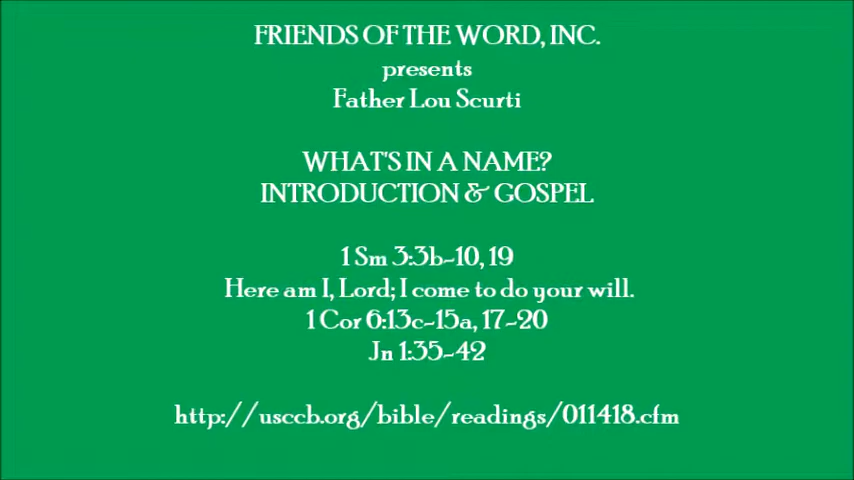 FRIENDS OF THE WORD, INC.
presents
Father Lou Scurti
WHAT'S IN A NAME?
INTRODUCTION & GOSPEL
1 Sm 3:3b-10, 19
Here am I, Lord; I come to do your will.
1 Cor 6:13c-15a, 17-20
Jn 1:35-42
http://usccb.org/bible/readings/011418.cfm